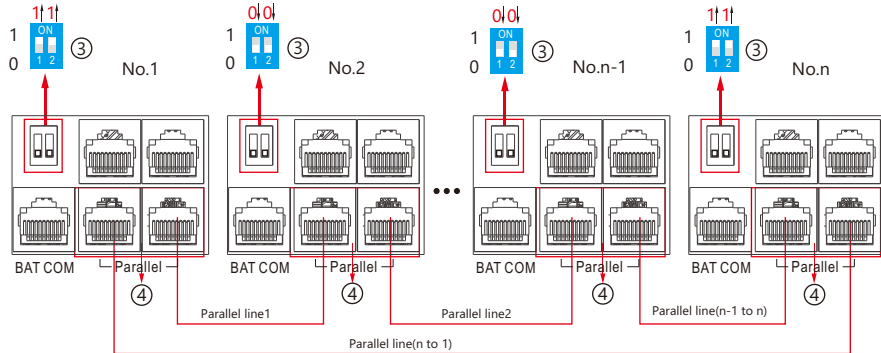 1 1 0 0 0 0 1 1
ON ON ON ON
1 1 1 1
③ ③ ③ ③
0 0 0 0
1 2 1 2 1 2 1 2
No.1 No.2 No.n-1 No.n
...
BAT COM Parallel BAT COM Parallel BAT COM Parallel BAT COM Parallel
④ ④ ④ ④
Parallel line1 Parallel line2 Parallel line(n-1 to n)
Parallel line(n to 1)